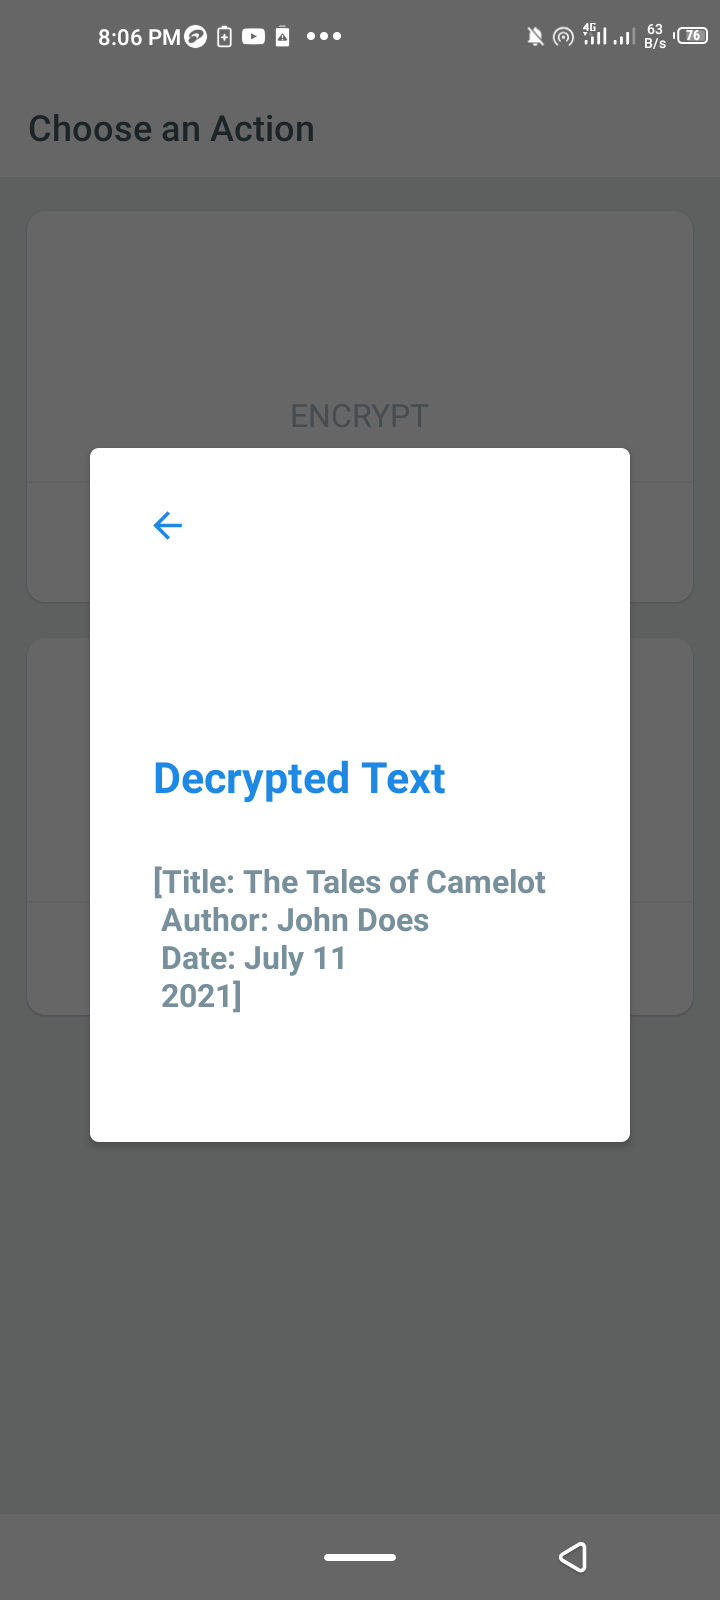 8:06 PM
4G
63
B/s
76
Choose an Action
ENCRYPT
Decrypted Text
[Title: The Tales of Camelot
Author: John Does
Date: July 11
2021]